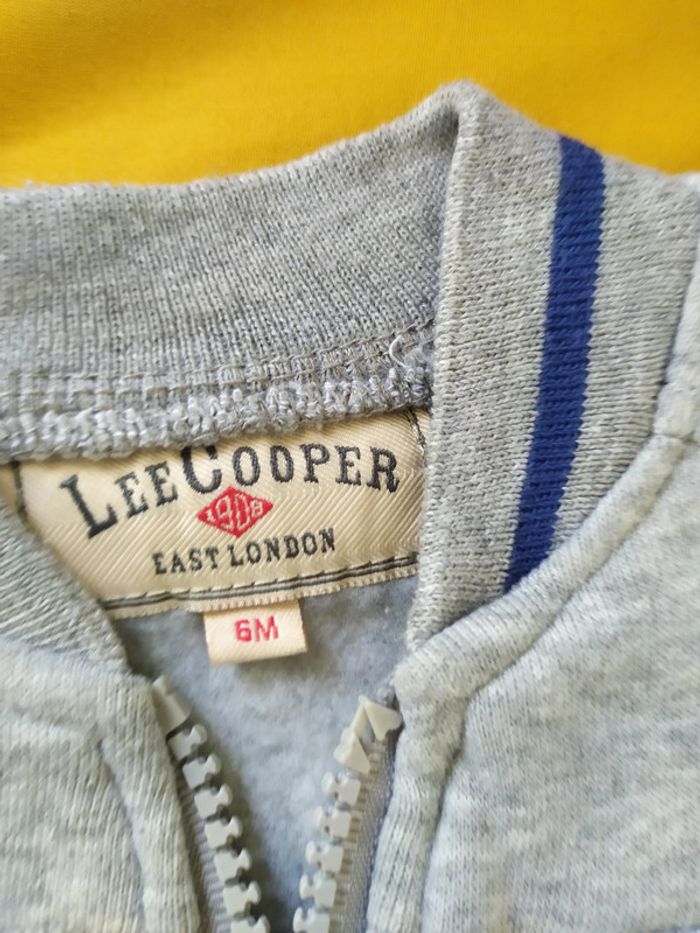 LEE COOPER
1908
EAST LONDON
6M